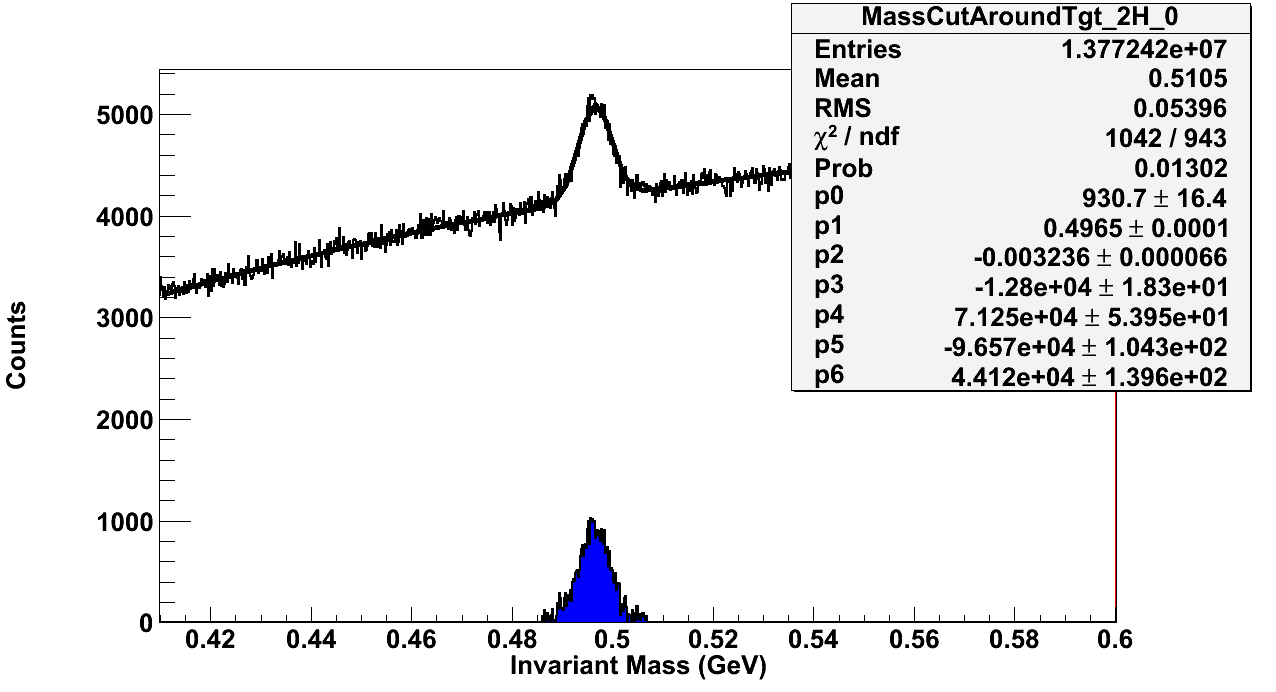 MassCutAroundTgt_2H_0
Entries 1.377242e+07
Mean 0.5105
RMS 0.05396
χ² / ndf 1042 / 943
Prob 0.01302
p0 930.7 ± 16.4
p1 0.4965 ± 0.0001
p2 -0.003236 ± 0.000066
p3 -1.28e+04 ± 1.83e+01
p4 7.125e+04 ± 5.395e+01
p5 -9.657e+04 ± 1.043e+02
p6 4.412e+04 ± 1.396e+02
5000
4000
3000
2000
1000
0
Counts
0.42 0.44 0.46 0.48 0.5 0.52 0.54 0.56 0.58 0.6
Invariant Mass (GeV)